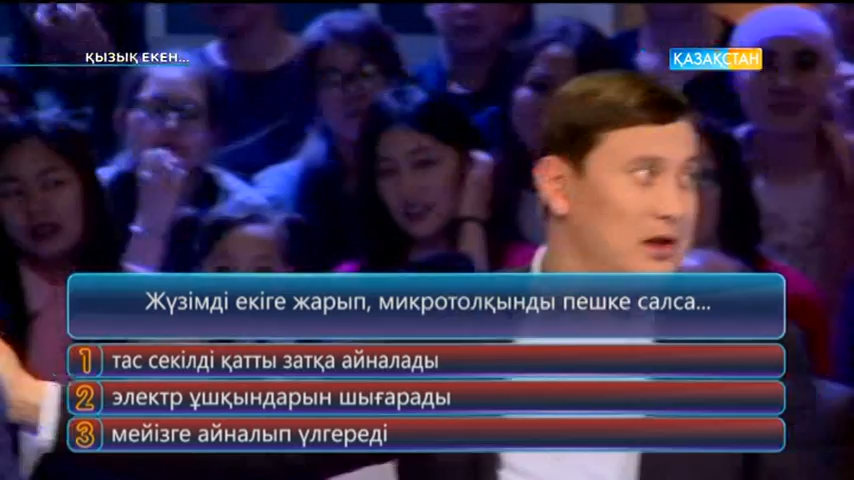 ҚЫЗЫҚ ЕКЕН...
ҚАЗАҚСТАН
Жүзімді екіге жарып, микротолқынды пешке салса...
1 тас секілді қатты затқа айналады
2 электр ұшқындарын шығарады
3 мейізге айналып үлгереді